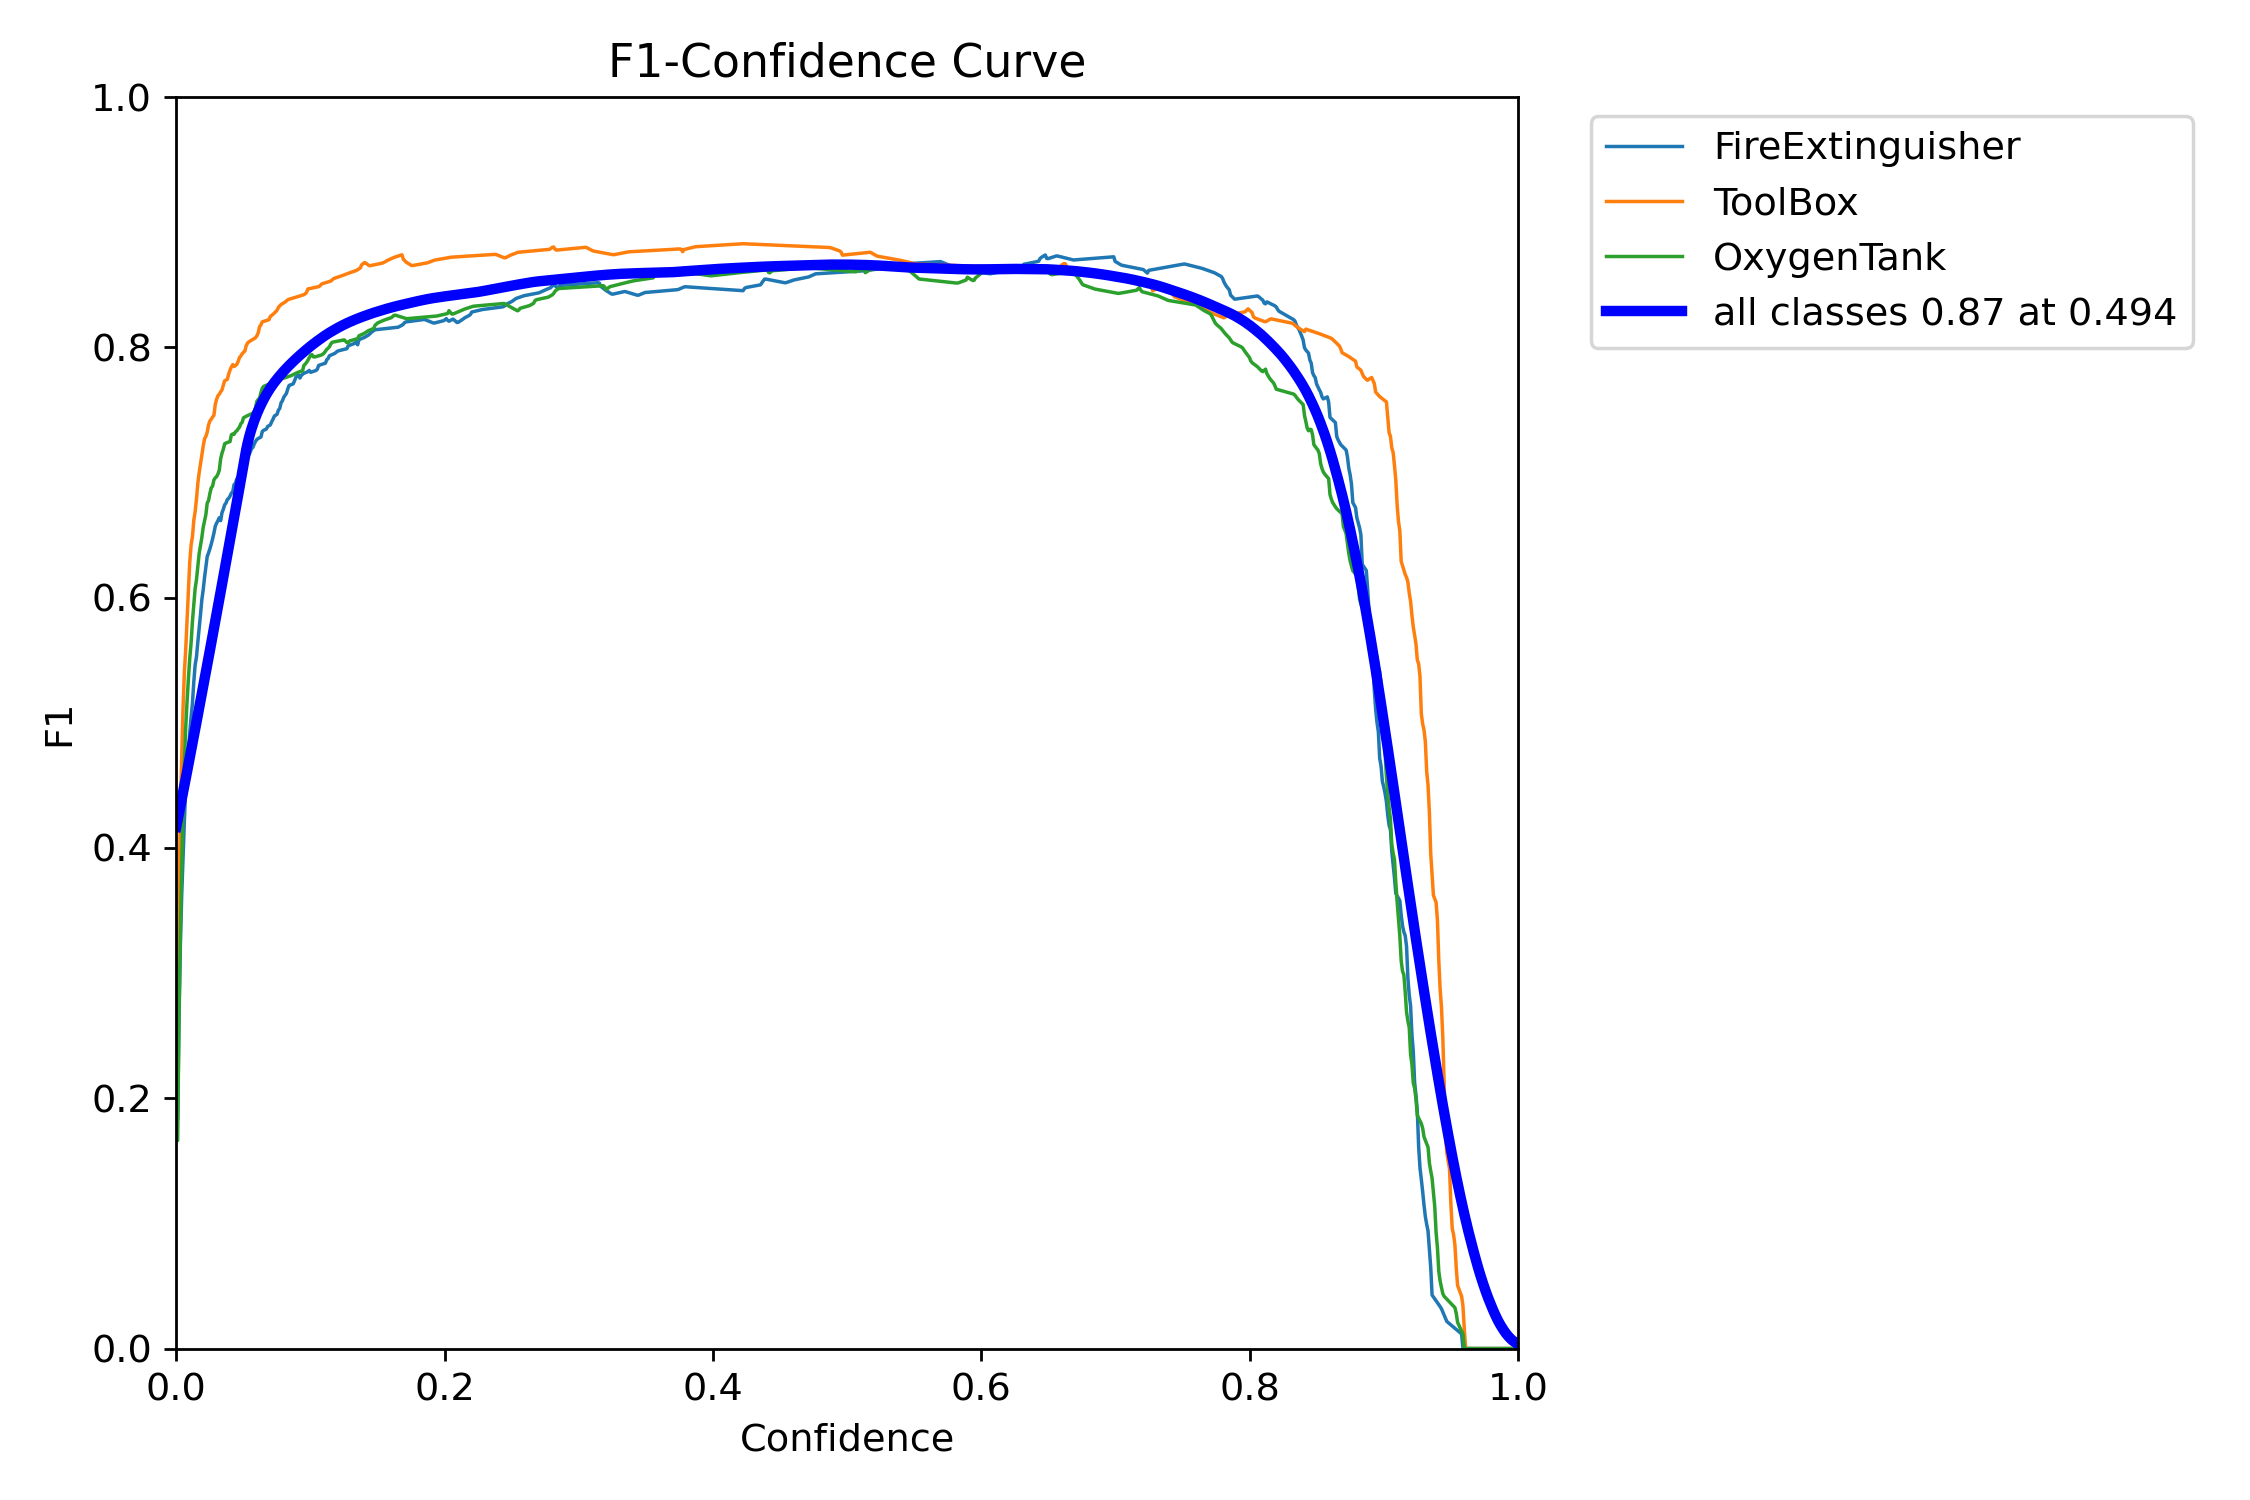 F1-Confidence Curve
1.0
0.8
0.6
0.4
0.2
0.0
F1
0.0 0.2 0.4 0.6 0.8 1.0
Confidence
FireExtinguisher
ToolBox
OxygenTank
all classes 0.87 at 0.494